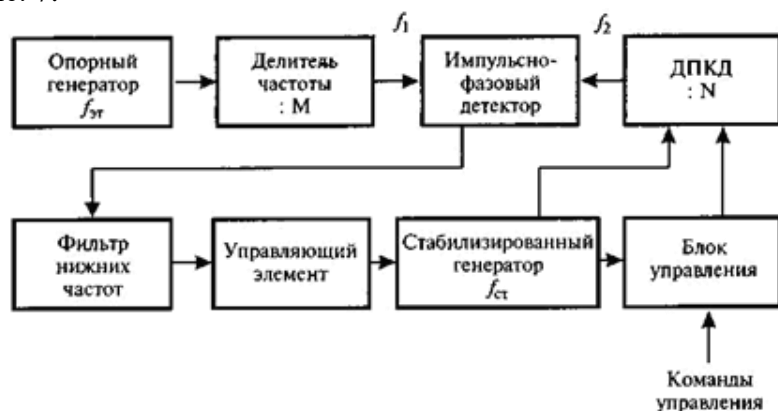 f₁
f₂
Опорный
генератор
fэт
Делитель
частоты
: М
Импульсно-
фазовый
детектор
ДПКД
: N
Фильтр
нижних
частот
Управляющий
элемент
Стабилизированный
генератор
fст
Блок
управления
Команды
управления